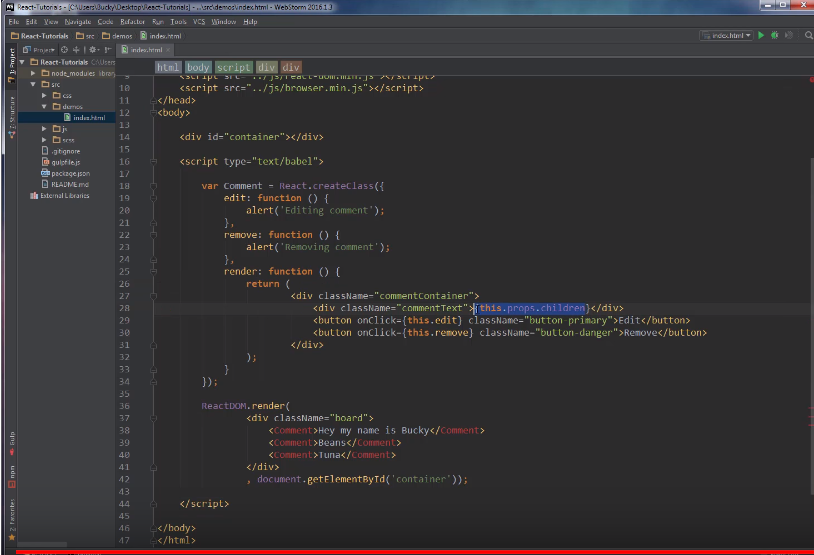 React-Tutorials - [C:\Users\Bucky\Desktop\React-Tutorials] - ...\src\demos\index.html - WebStorm 2016.1.3
File Edit View Navigate Code Refactor Run Tools VCS Window Help
React-Tutorials src demos index.html
index.html
Project
index.html
React-Tutorials C:\Users
node_modules library
src
css
demos
index.html
js
scss
.gitignore
gulpfile.js
package.json
README.md
External Libraries
1: Project
7: Structure
Gulp
npm
2: Favorites
html body script div div
9 <script src="../js/react-dom.min.js"></script>
10 <script src="../js/browser.min.js"></script>
11 </head>
12 <body>
13
14 <div id="container"></div>
15
16 <script type="text/babel">
17
18 var Comment = React.createClass({
19 edit: function () {
20 alert('Editing comment');
21 },
22 remove: function () {
23 alert('Removing comment');
24 },
25 render: function () {
26 return (
27 <div className="commentContainer">
28 <div className="commentText">{this.props.children}</div>
29 <button onClick={this.edit} className="button-primary">Edit</button>
30 <button onClick={this.remove} className="button-danger">Remove</button>
31 </div>
32 );
33 }
34 });
35
36 ReactDOM.render(
37 <div className="board">
38 <Comment>Hey my name is Bucky</Comment>
39 <Comment>Beans</Comment>
40 <Comment>Tuna</Comment>
41 </div>
42 , document.getElementById('container'));
43
44 </script>
45
46 </body>
47 </html>